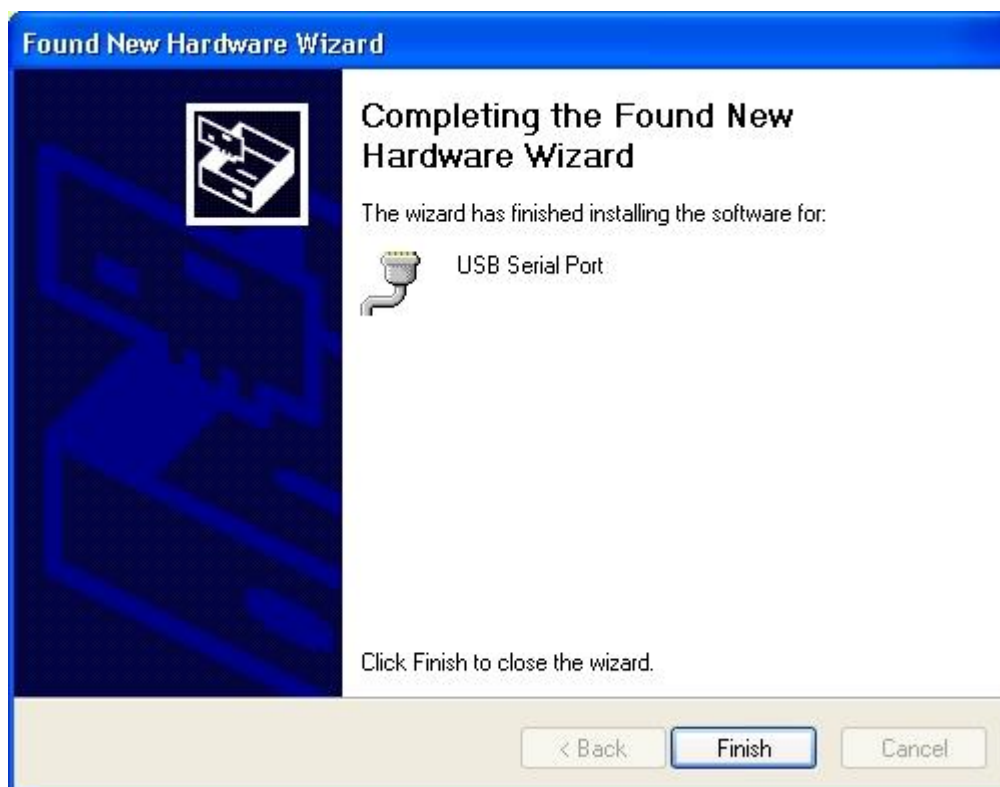 Found New Hardware Wizard
Completing the Found New
Hardware Wizard
The wizard has finished installing the software for:
USB Serial Port
Click Finish to close the wizard.
< Back
Finish
Cancel